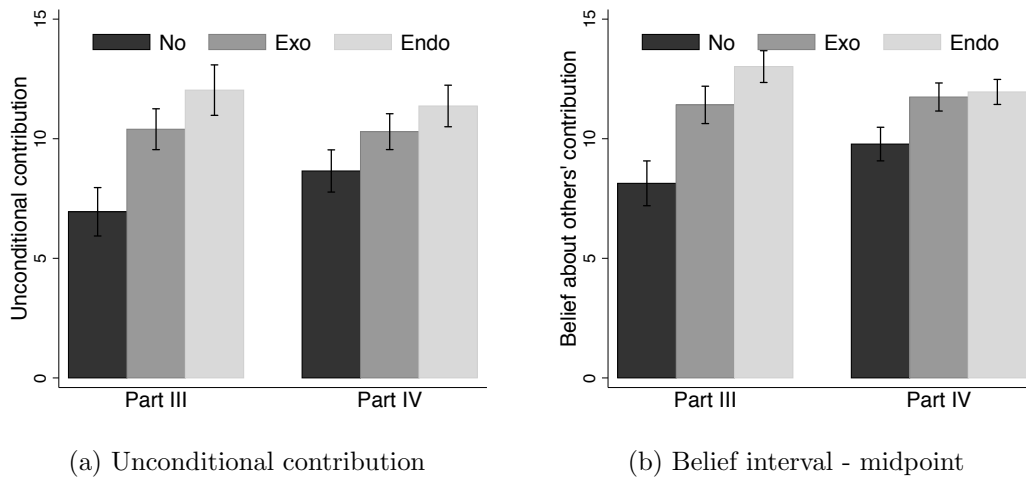 15
No Exo Endo
Unconditional contribution
10
5
0
Part III Part IV
(a) Unconditional contribution
15
No Exo Endo
Belief about others' contribution
10
5
0
Part III Part IV
(b) Belief interval - midpoint